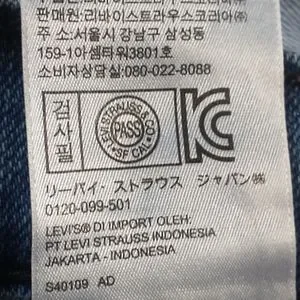 판매원:리바이스트라우스코리아㈜
주 소:서울시 강남구 삼성동
159-1아셈타워3801호
소비자상담:080-022-8088
검사필
LEVI STRAUSS & CO
PASS
SF CAL
KC
リーバイ・ストラウス ジャパン㈱
0120-099-501
LEVI'S® DI IMPORT OLEH:
PT LEVI STRAUSS INDONESIA
JAKARTA - INDONESIA
S40109 AD